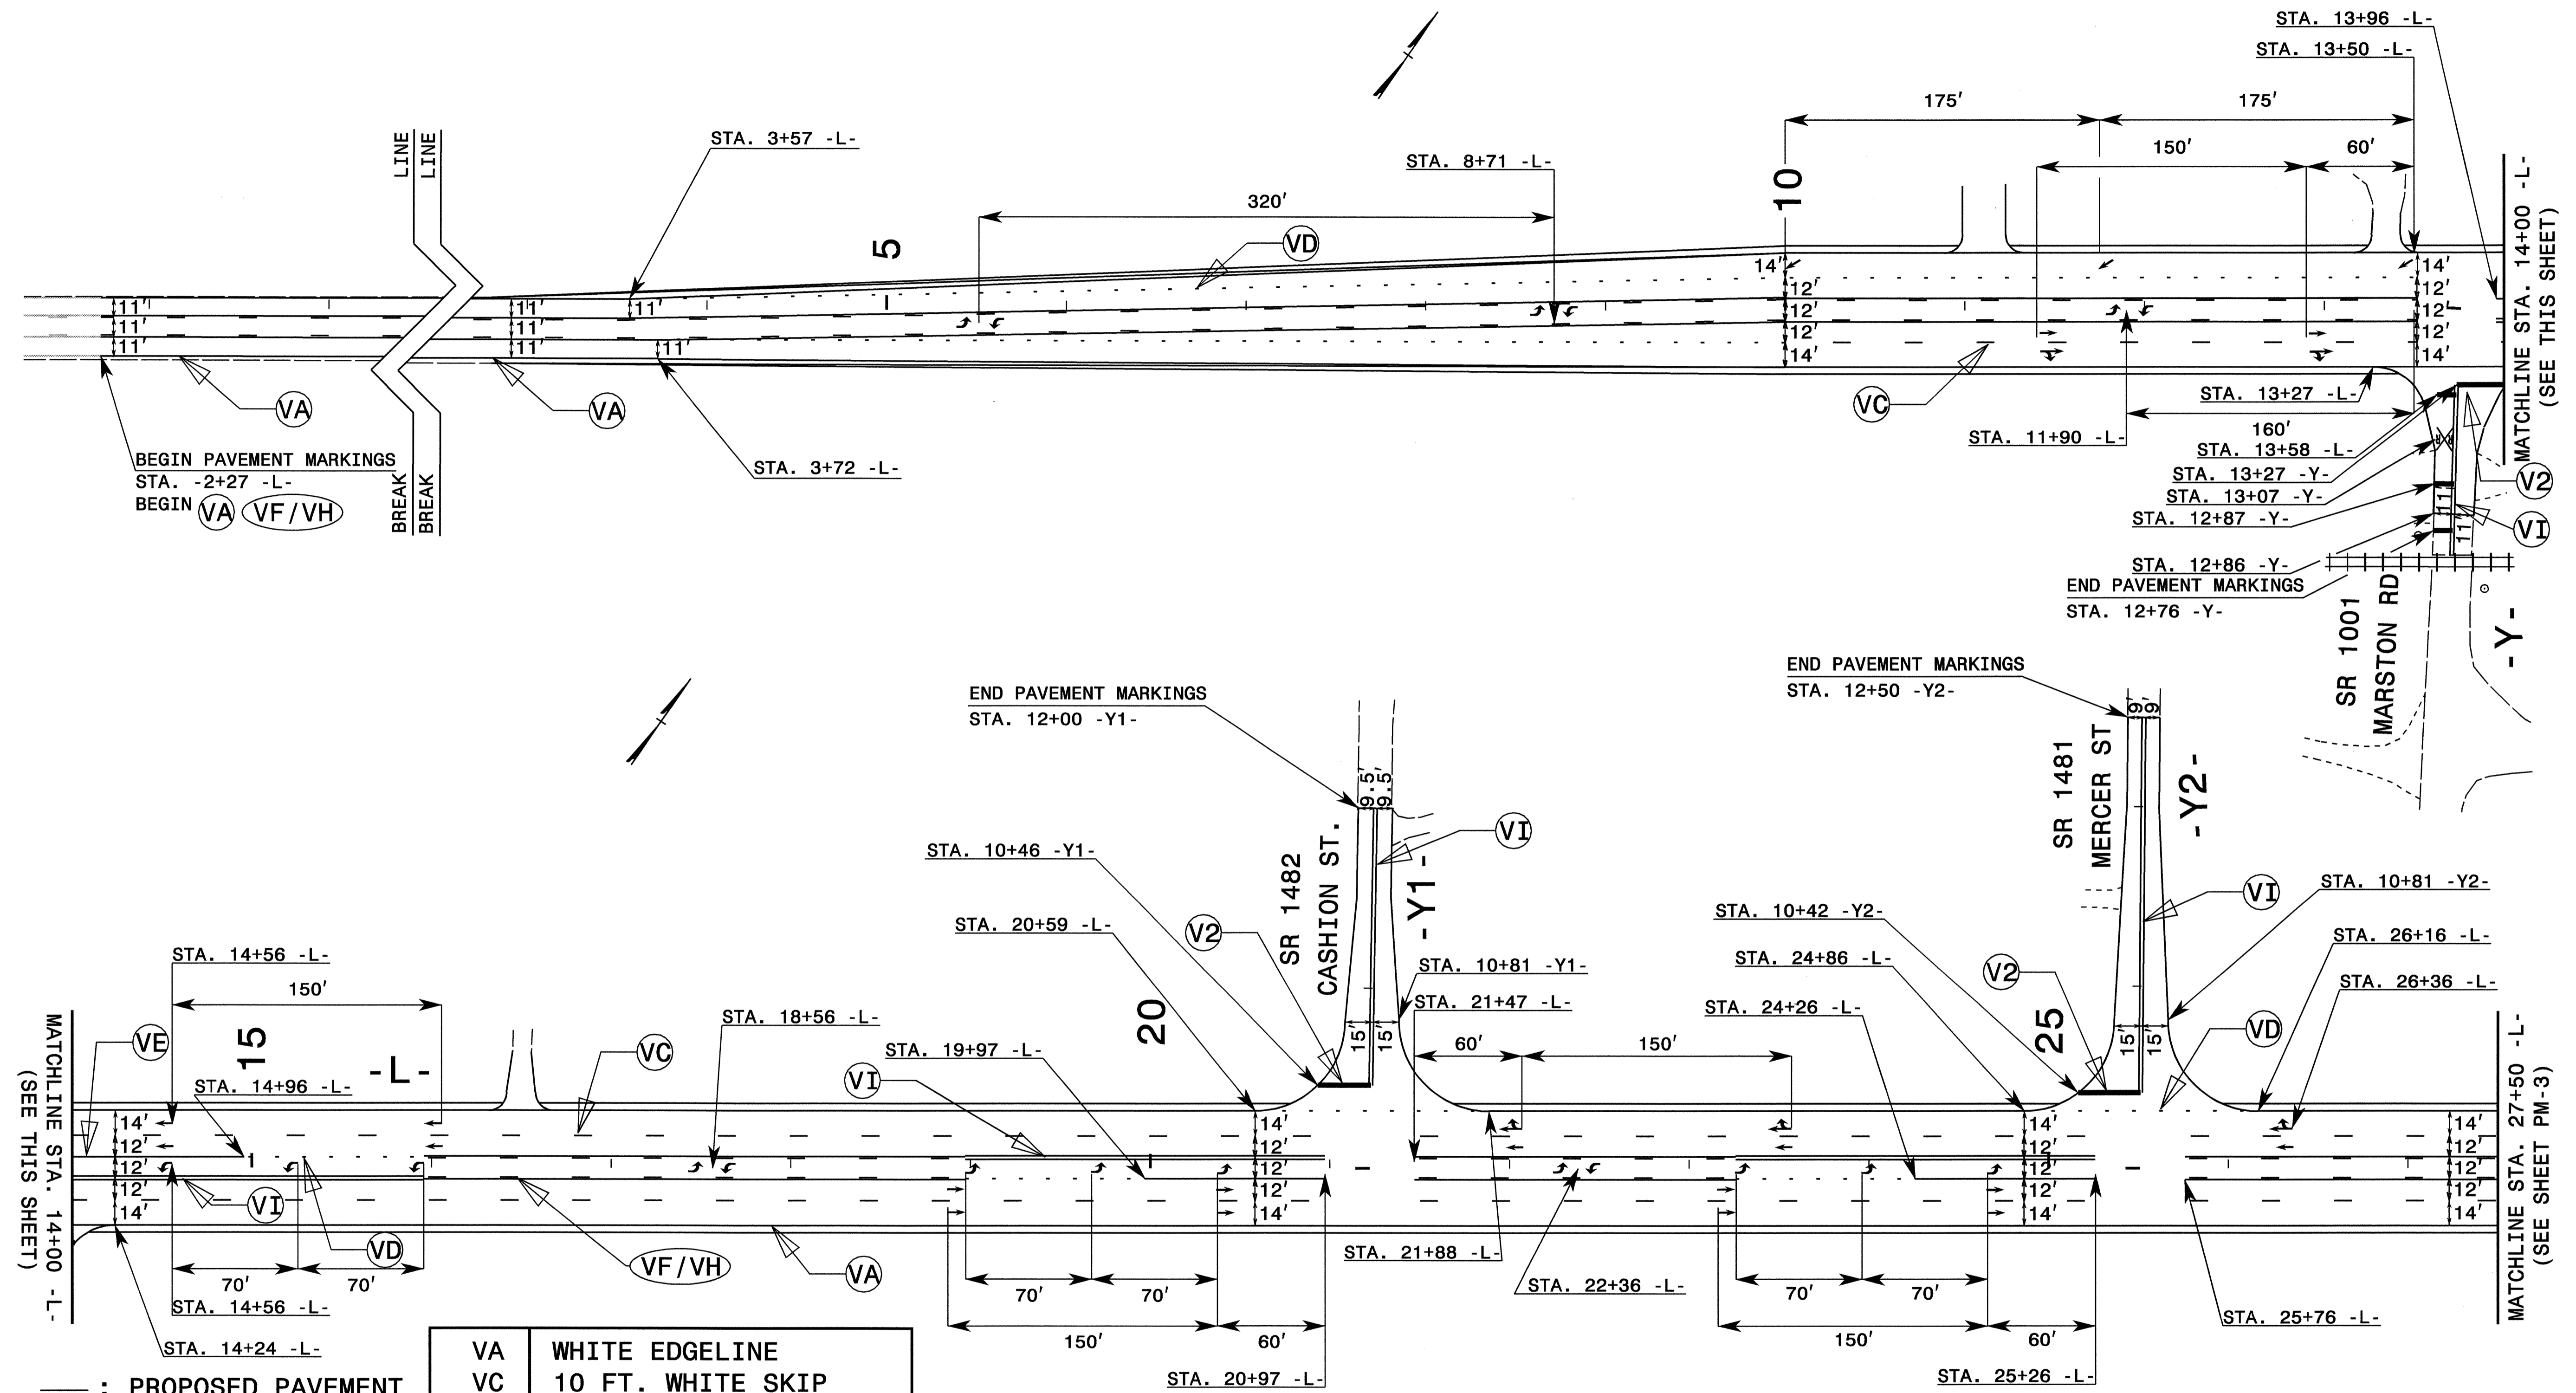 STA. 13+96 -L-
STA. 13+50 -L-
175'
175'
150'
60'
STA. 3+57 -L-
STA. 8+71 -L-
320'
VD
5
10
LINE
LINE
BREAK
BREAK
11'
11'
11'
11'
11'
11'
11'
11'
14'
12'
12'
12'
14'
14'
12'
12'
12'
14'
VA
VA
VC
BEGIN PAVEMENT MARKINGS
STA. -2+27 -L-
BEGIN VA VF/VH
STA. 3+72 -L-
STA. 11+90 -L-
160'
STA. 13+27 -L-
STA. 13+58 -L-
STA. 13+27 -Y-
STA. 13+07 -Y-
STA. 12+87 -Y-
STA. 12+86 -Y-
END PAVEMENT MARKINGS
STA. 12+76 -Y-
R R
11'
11'
V2
VI
MATCHLINE STA. 14+00 -L-
(SEE THIS SHEET)
SR 1001
MARSTON RD
-Y-
END PAVEMENT MARKINGS
STA. 12+00 -Y1-
9.5'
9.5'
END PAVEMENT MARKINGS
STA. 12+50 -Y2-
9'
9'
SR 1482
CASHION ST.
-Y1-
VI
SR 1481
MERCER ST
-Y2-
VI
STA. 10+46 -Y1-
STA. 20+59 -L-
V2
STA. 10+81 -Y1-
STA. 21+47 -L-
STA. 10+42 -Y2-
STA. 24+86 -L-
STA. 24+26 -L-
V2
STA. 10+81 -Y2-
STA. 26+16 -L-
STA. 26+36 -L-
VD
STA. 14+56 -L-
150'
VE
15
STA. 14+96 -L-
-L-
VC
STA. 18+56 -L-
STA. 19+97 -L-
VI
20
15'
15'
60'
150'
25
15'
15'
MATCHLINE STA. 14+00 -L-
(SEE THIS SHEET)
14'
12'
12'
12'
14'
14'
12'
12'
12'
14'
14'
12'
12'
12'
14'
14'
12'
12'
12'
14'
MATCHLINE STA. 27+50 -L-
(SEE SHEET PM-3)
VI
VD
70'
70'
STA. 14+56 -L-
STA. 14+24 -L-
VF/VH
VA
70'
70'
150'
60'
STA. 20+97 -L-
STA. 21+88 -L-
STA. 22+36 -L-
70'
70'
150'
60'
STA. 25+26 -L-
STA. 25+76 -L-
: PROPOSED PAVEMENT
VA WHITE EDGELINE
VC 10 FT. WHITE SKIP